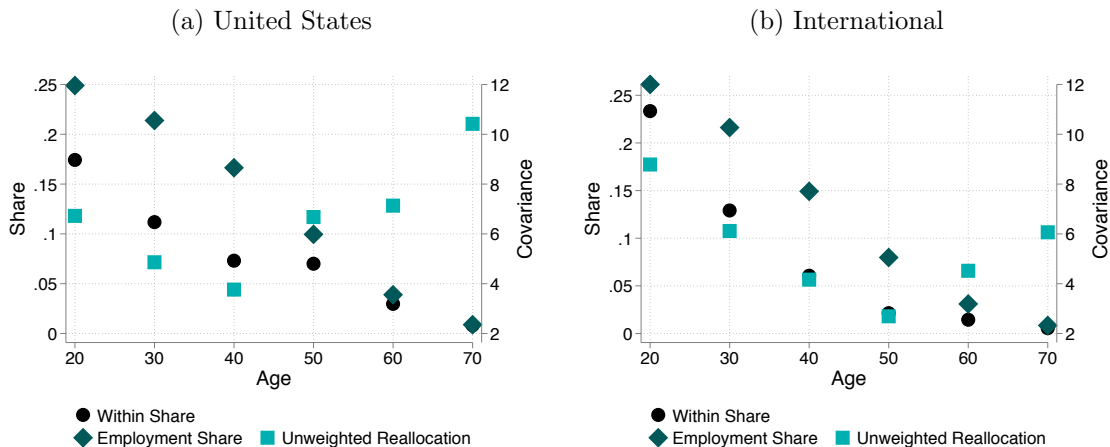 (a) United States
(b) International
.25
.2
.15
.1
.05
0
Share
12
10
8
6
4
2
Covariance
20 30 40 50 60 70
Age
Within Share
Employment Share Unweighted Reallocation
.25
.2
.15
.1
.05
0
Share
12
10
8
6
4
2
Covariance
20 30 40 50 60 70
Age
Within Share
Employment Share Unweighted Reallocation